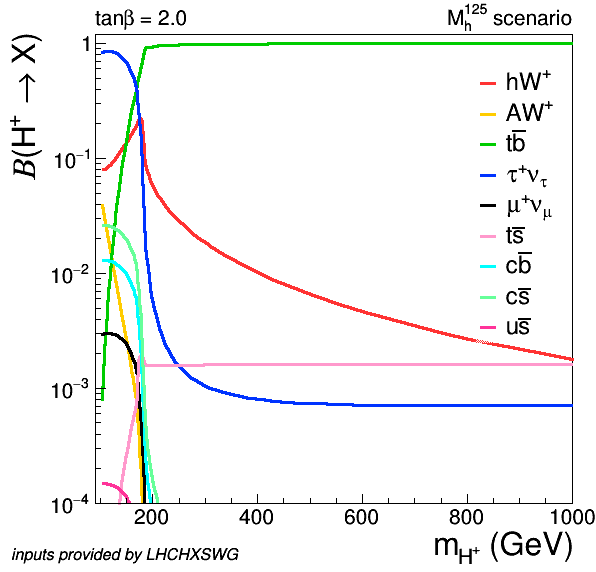 tanβ = 2.0
M_h^125 scenario
B(H⁺ → X)
1
10⁻¹
10⁻²
10⁻³
10⁻⁴
hW⁺
AW⁺
tb̅
τ⁺ν_τ
μ⁺ν_μ
ts̅
cb̅
cs̅
us̅
200 400 600 800 1000
m_H⁺ (GeV)
inputs provided by LHCHXSWG